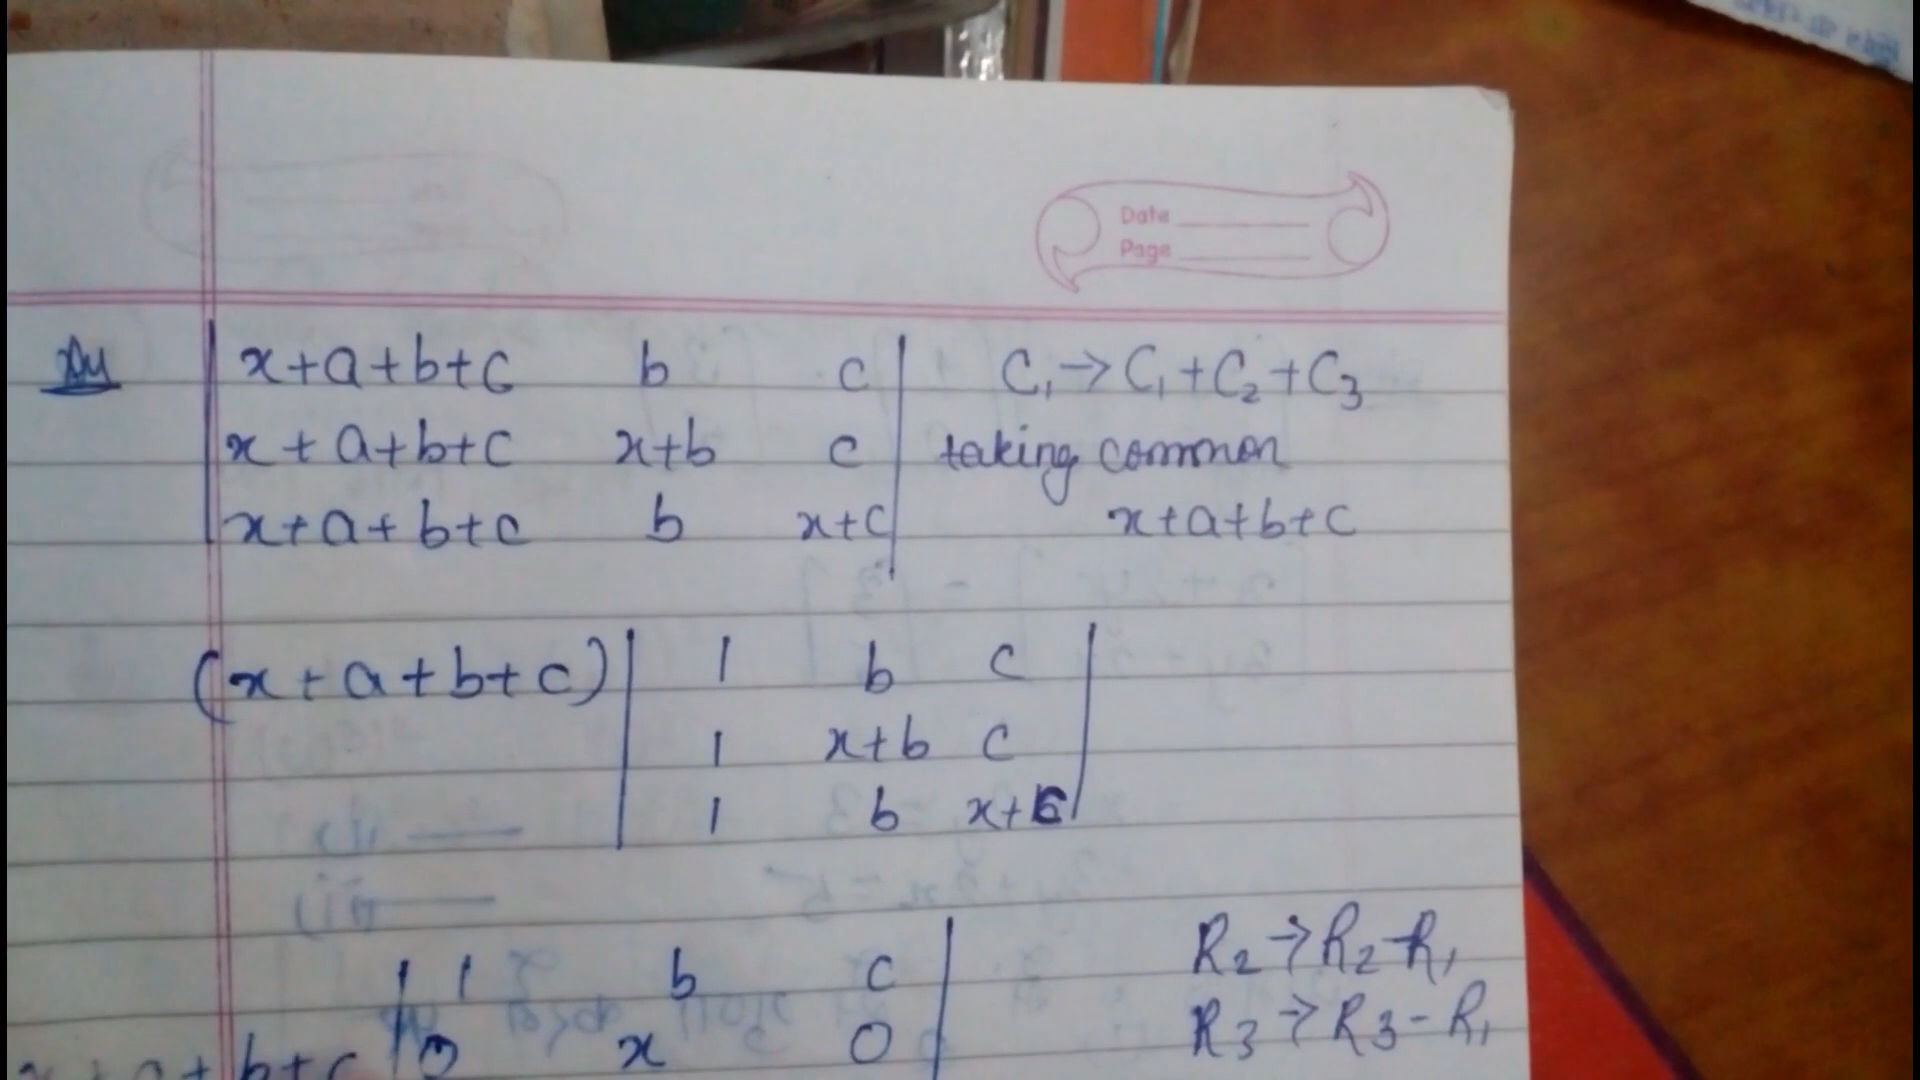 Date
Page
x+a+b+c b c C₁→C₁+C₂+C₃
x+a+b+c x+b c taking common
x+a+b+c b x+c x+a+b+c
(x+a+b+c) | 1 b c |
1 x+b c
1 b x+c
| 1 b c | R₂→R₂-R₁
x+a+b+c | 0 x 0 | R₃→R₃-R₁